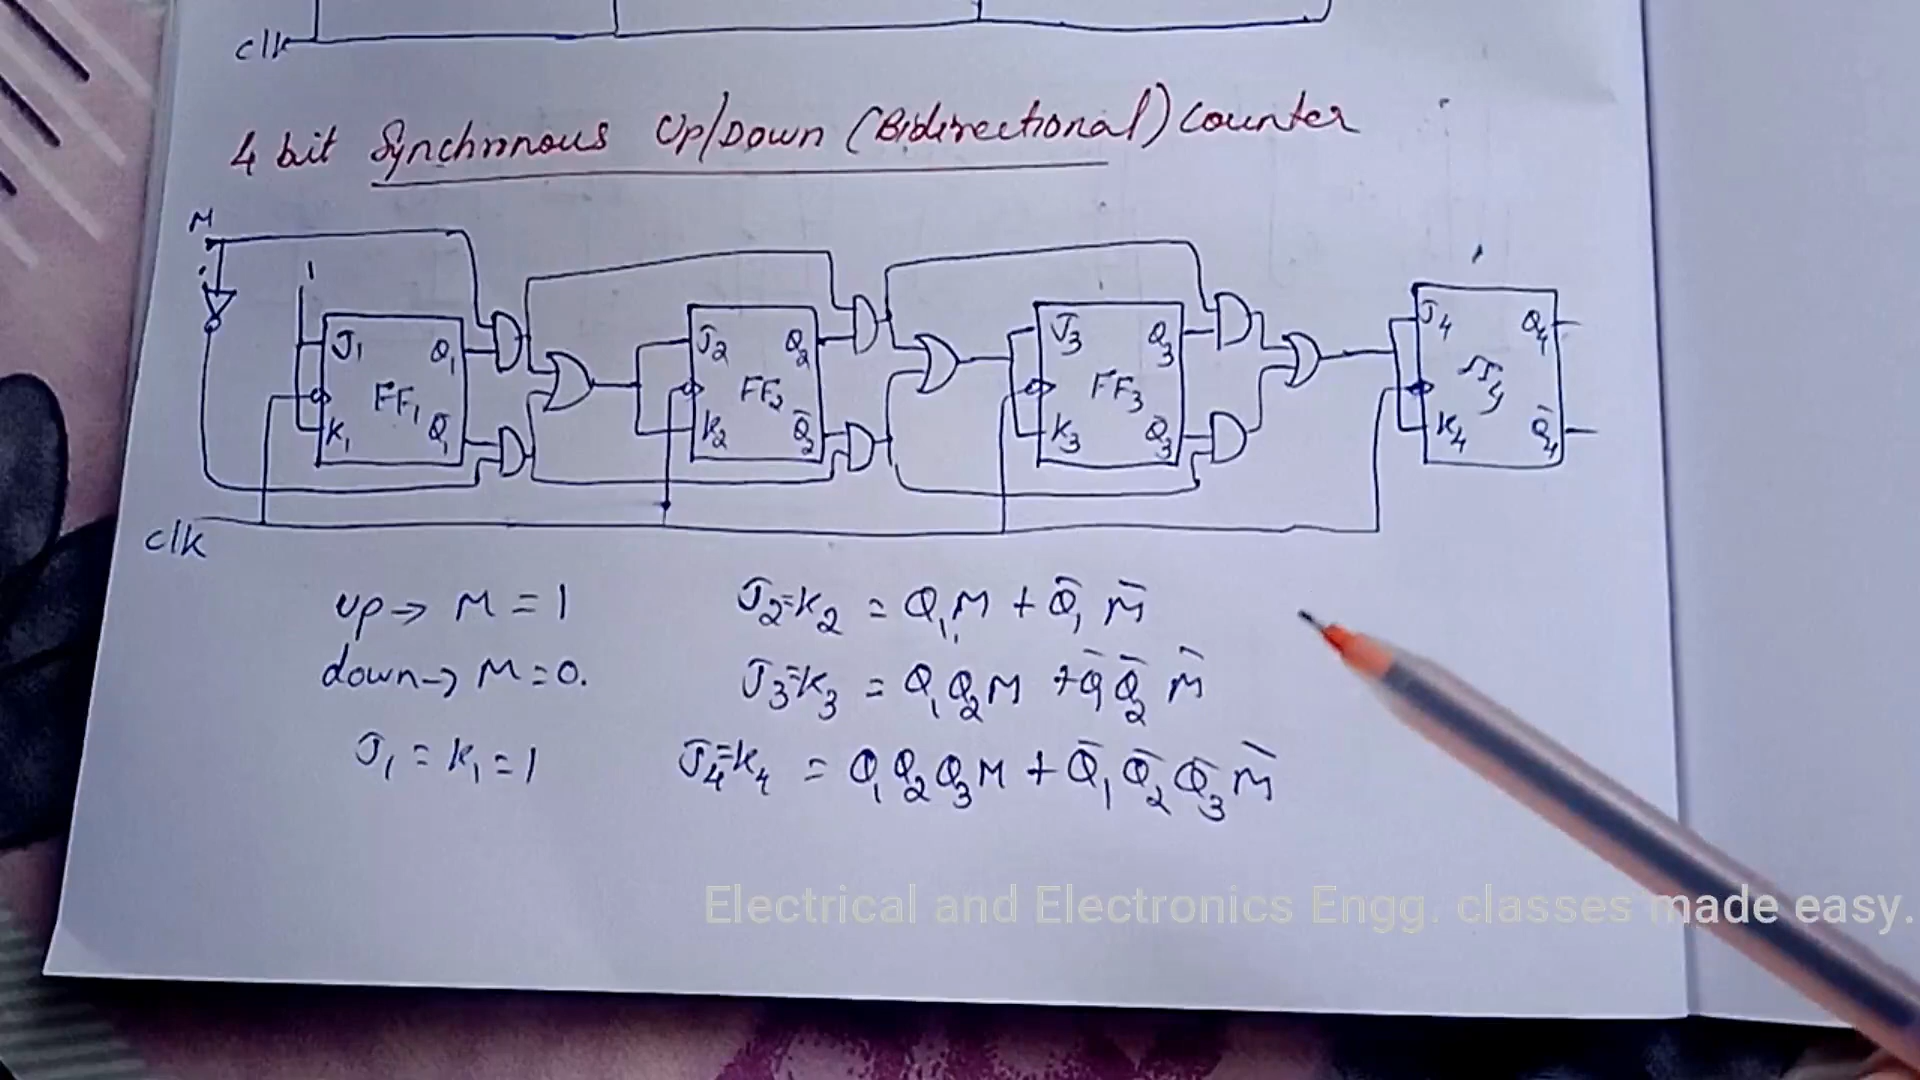 clk
4 bit Synchronous Up/Down (Bidirectional) Counter
M
1
J1 Q1 FF1 K1 Q̄1
J2 Q2 FF2 K2 Q̄2
J3 Q3 FF3 K3 Q̄3
J4 Q4 K4 Q̄4
clk
up → M = 1
down → M = 0.
J1 = K1 = 1
J2=K2 = Q1M + Q̄1 M̄
J3=K3 = Q1Q2M + Q̄1Q̄2 M̄
J4=K4 = Q1Q2Q3M + Q̄1Q̄2Q̄3M̄
Electrical and Electronics Engg. classes made easy.